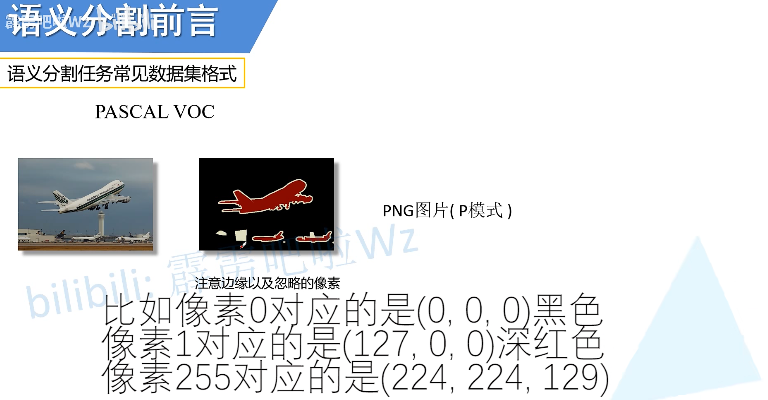 语义分割前言
语义分割任务常见数据集格式
PASCAL VOC
PNG图片( P模式 )
bilibili: 霹雳吧啦Wz
注意边缘以及忽略的像素
比如像素0对应的是(0, 0, 0)黑色
像素1对应的是(127, 0, 0)深红色
像素255对应的是(224, 224, 129)